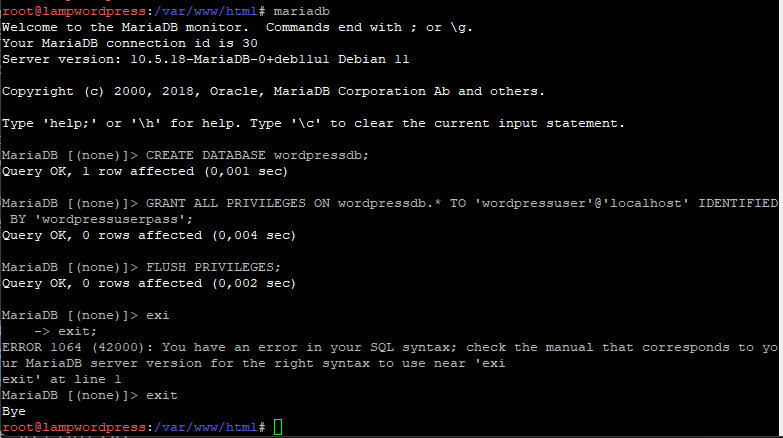 root@lampwordpress:/var/www/html# mariadb
Welcome to the MariaDB monitor.  Commands end with ; or \g.
Your MariaDB connection id is 30
Server version: 10.5.18-MariaDB-0+deb11u1 Debian 11

Copyright (c) 2000, 2018, Oracle, MariaDB Corporation Ab and others.

Type 'help;' or '\h' for help. Type '\c' to clear the current input statement.

MariaDB [(none)]> CREATE DATABASE wordpressdb;
Query OK, 1 row affected (0,001 sec)

MariaDB [(none)]> GRANT ALL PRIVILEGES ON wordpressdb.* TO 'wordpressuser'@'localhost' IDENTIFIED
 BY 'wordpressuserpass';
Query OK, 0 rows affected (0,004 sec)

MariaDB [(none)]> FLUSH PRIVILEGES;
Query OK, 0 rows affected (0,002 sec)

MariaDB [(none)]> exi
    -> exit;
ERROR 1064 (42000): You have an error in your SQL syntax; check the manual that corresponds to yo
ur MariaDB server version for the right syntax to use near 'exi
exit' at line 1
MariaDB [(none)]> exit
Bye
root@lampwordpress:/var/www/html#